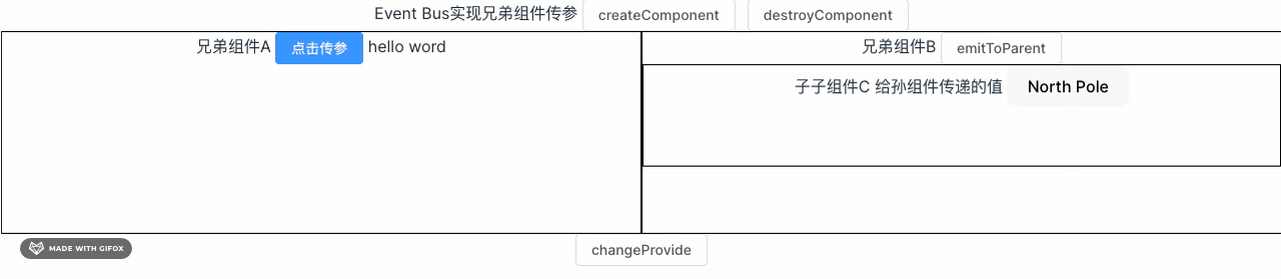 Event Bus实现兄弟组件传参 createComponent destroyComponent
兄弟组件A 点击传参 hello word
兄弟组件B emitToParent
子子组件C 给孙组件传递的值 North Pole
MADE WITH GIFOX
changeProvide